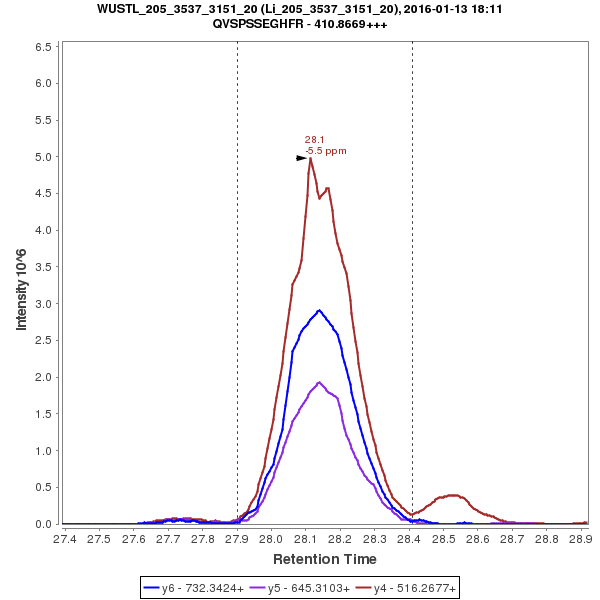 WUSTL_205_3537_3151_20 (Li_205_3537_3151_20), 2016-01-13 18:11
QVSPSSEGHFR - 410.8669+++
6.5
6.0
5.5
5.0
4.5
4.0
3.5
3.0
2.5
2.0
1.5
1.0
0.5
0.0
Intensity 10^6
28.1
-5.5 ppm
27.4 27.5 27.6 27.7 27.8 27.9 28.0 28.1 28.2 28.3 28.4 28.5 28.6 28.7 28.8 28.9
Retention Time
y6 - 732.3424+ y5 - 645.3103+ y4 - 516.2677+